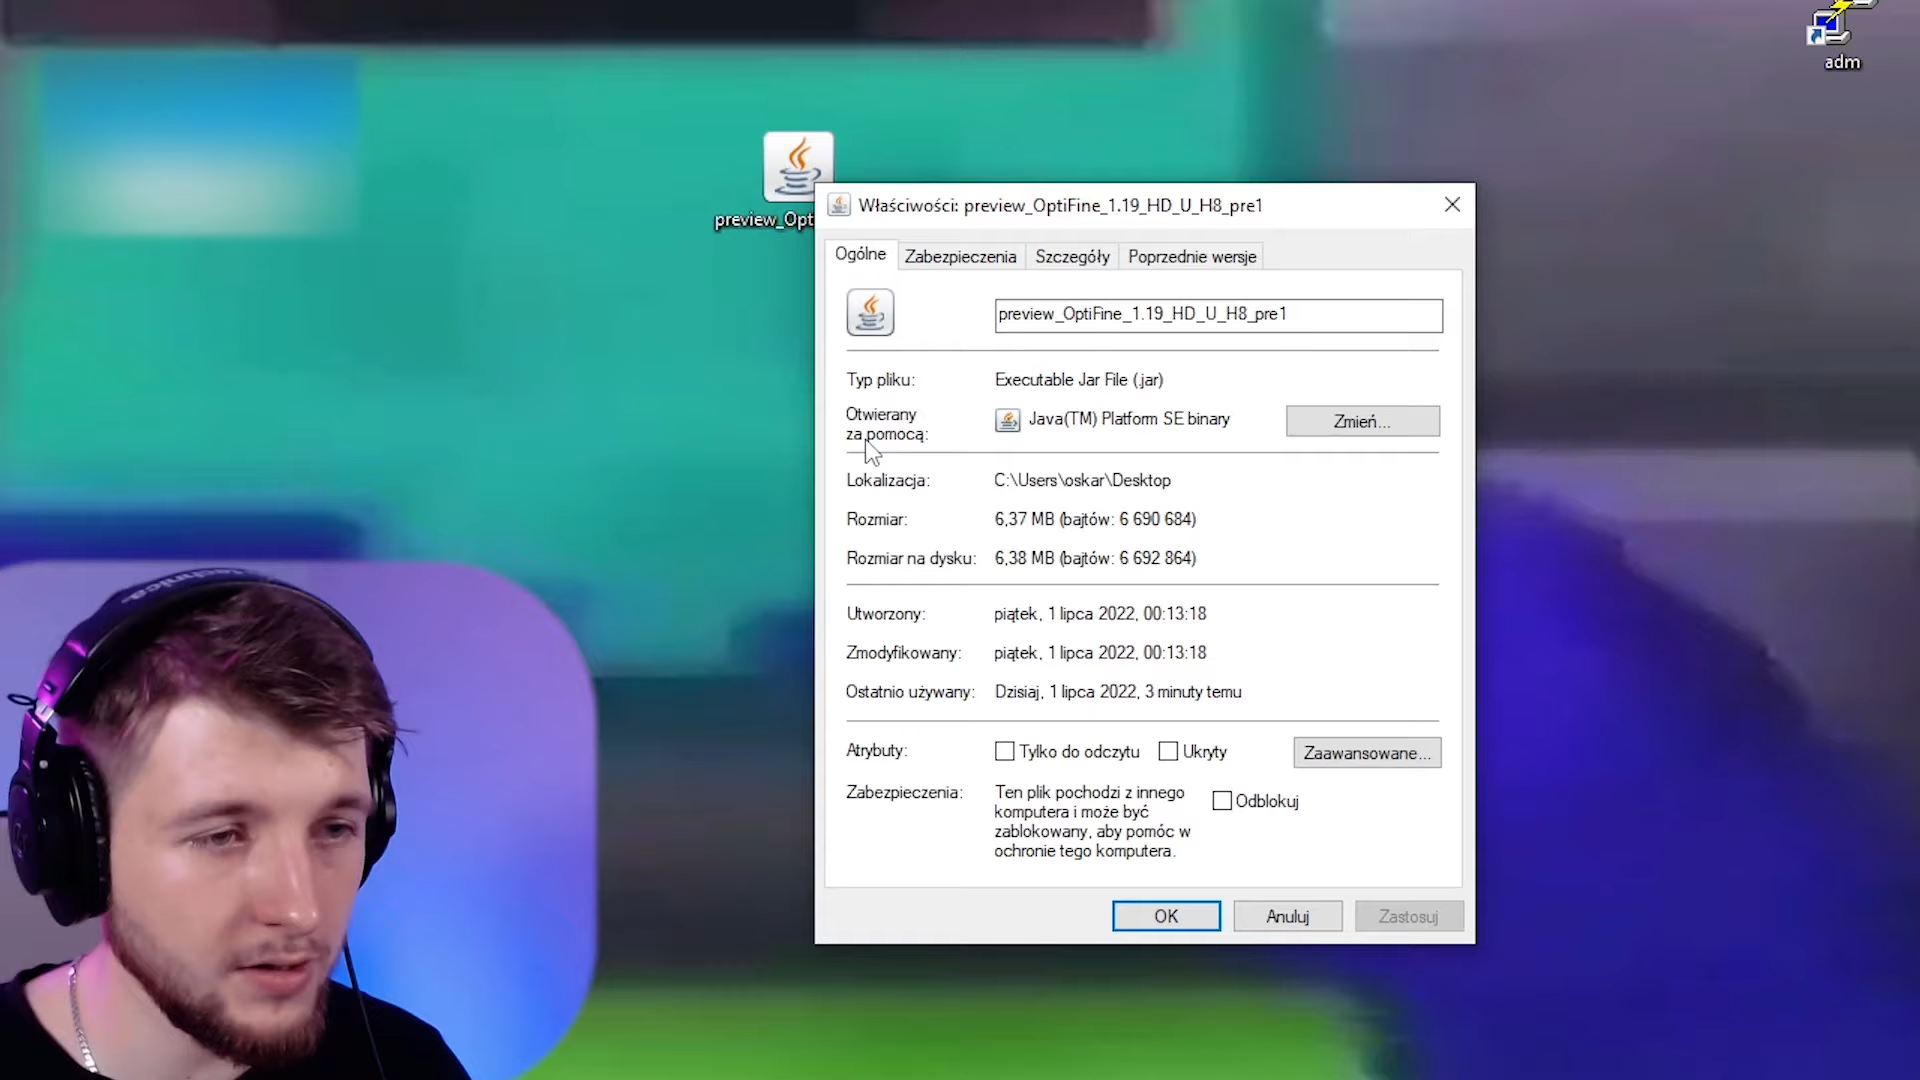 adm
preview_Opt
Właściwości: preview_OptiFine_1.19_HD_U_H8_pre1
Ogólne
Zabezpieczenia
Szczegóły
Poprzednie wersje
preview_OptiFine_1.19_HD_U_H8_pre1
Typ pliku:
Executable Jar File (.jar)
Otwierany
za pomocą:
Java(TM) Platform SE binary
Zmień...
Lokalizacja:
C:\Users\oskar\Desktop
Rozmiar:
6,37 MB (bajtów: 6 690 684)
Rozmiar na dysku:
6,38 MB (bajtów: 6 692 864)
Utworzony:
piątek, 1 lipca 2022, 00:13:18
Zmodyfikowany:
piątek, 1 lipca 2022, 00:13:18
Ostatnio używany:
Dzisiaj, 1 lipca 2022, 3 minuty temu
Atrybuty:
Tylko do odczytu
Ukryty
Zaawansowane...
Zabezpieczenia:
Ten plik pochodzi z innego
komputera i może być
zablokowany, aby pomóc w
ochronie tego komputera.
Odblokuj
OK
Anuluj
Zastosuj